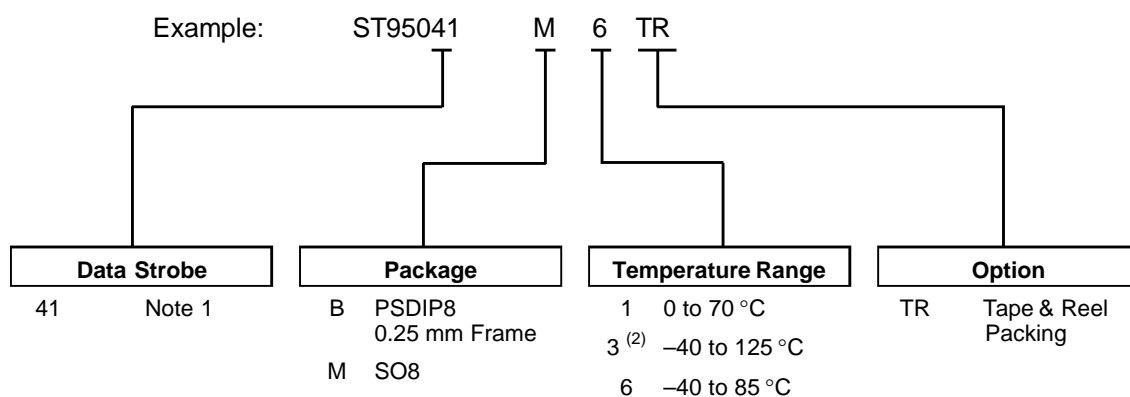 Example: ST95041 M 6 TR
Data Strobe
41 Note 1
Package
B PSDIP8
0.25 mm Frame
M SO8
Temperature Range
1 0 to 70 °C
3 (2) –40 to 125 °C
6 –40 to 85 °C
Option
TR Tape & Reel
Packing